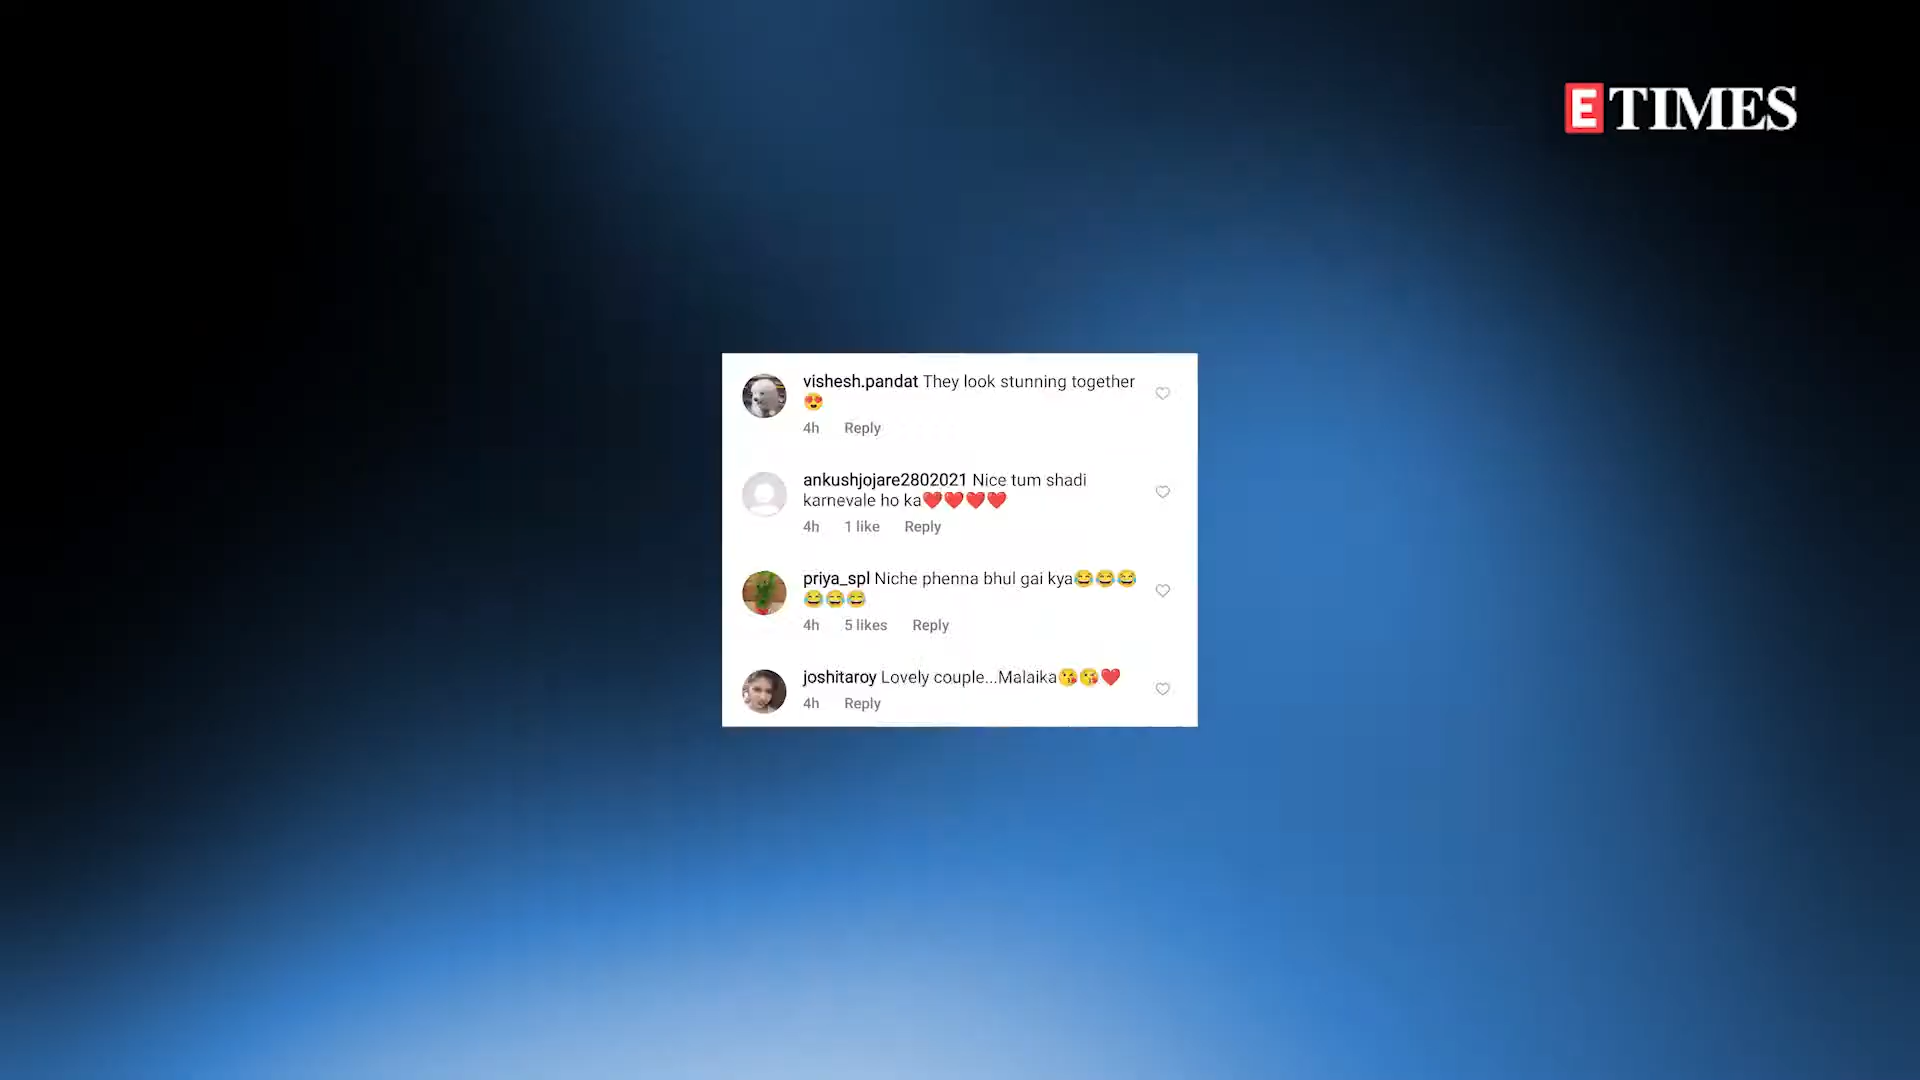 E TIMES
vishesh.pandat They look stunning together
😍
4h Reply
ankushjojare2802021 Nice tum shadi
karnevale ho ka❤️❤️❤️❤️
4h 1 like Reply
priya_spl Niche phenna bhul gai kya😂😂😂
😂😂😂
4h 5 likes Reply
joshitaroy Lovely couple...Malaika😘😘❤️
4h Reply